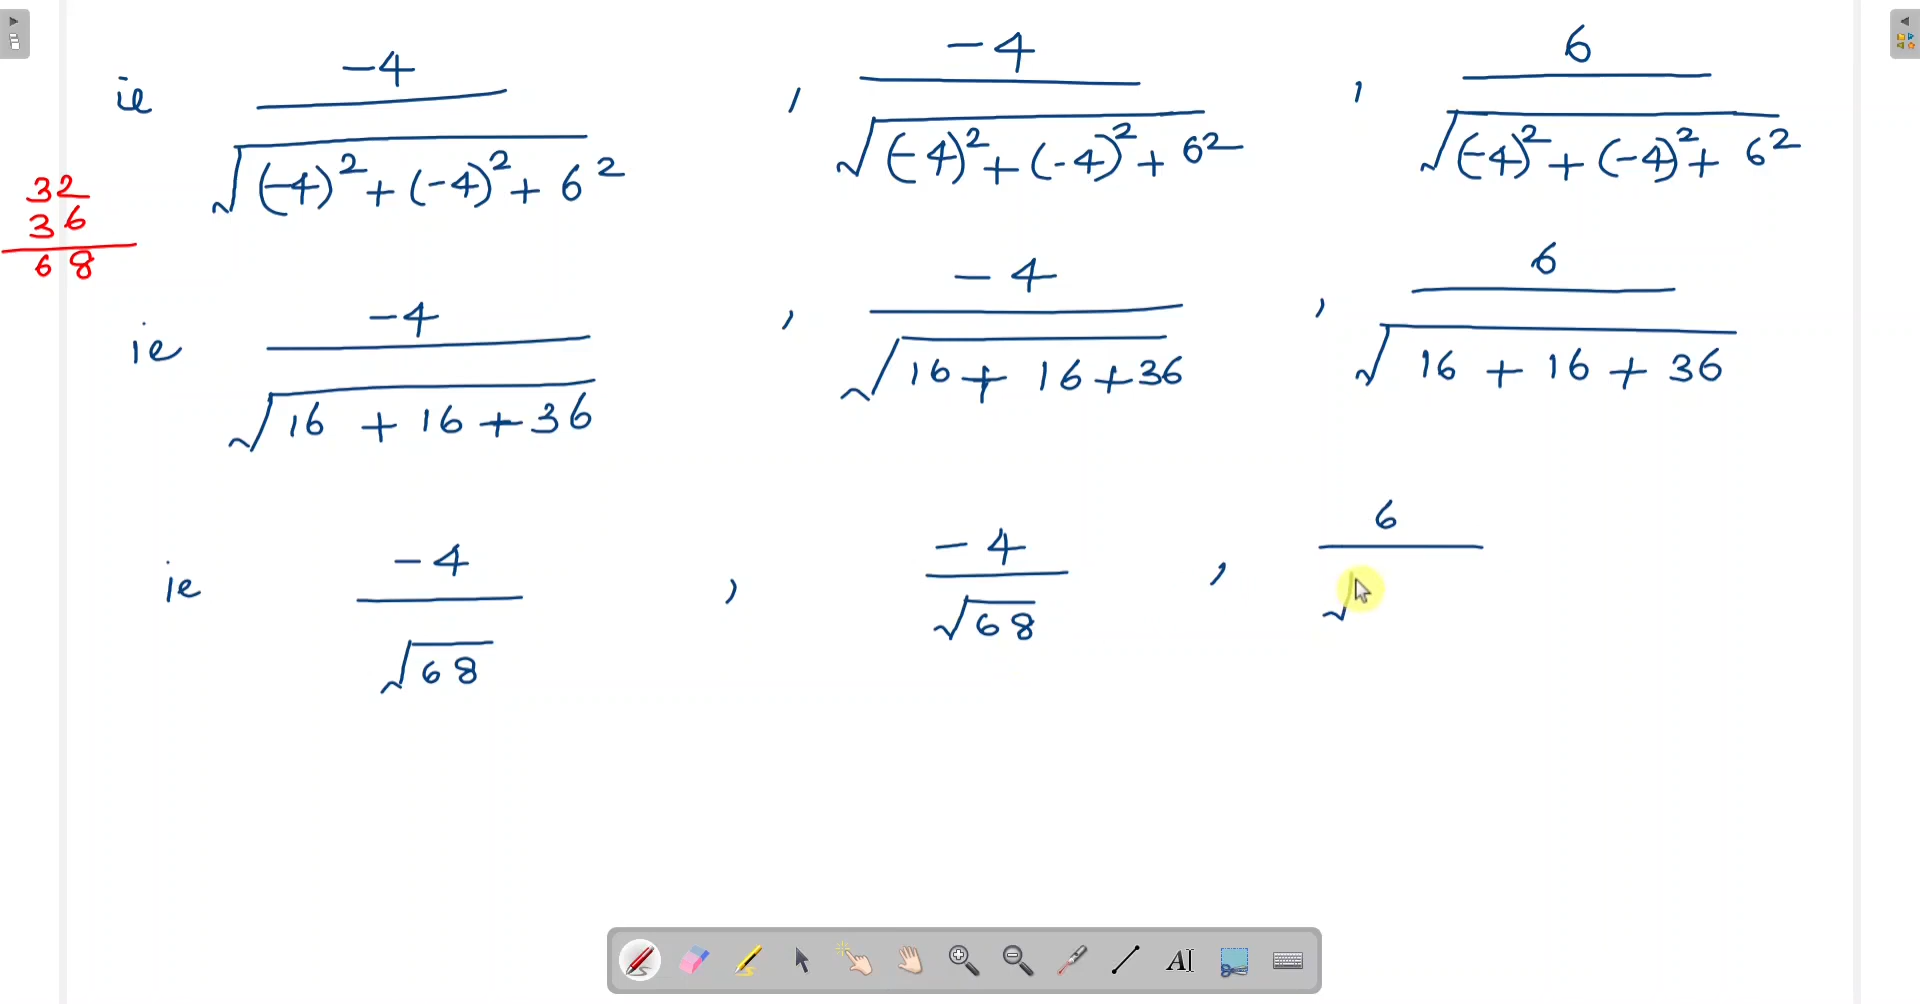 ie -4/√((-4)² + (-4)² + 6²) , -4/√((-4)² + (-4)² + 6²) , 6/√((-4)² + (-4)² + 6²)
32
36
68
ie -4/√(16 + 16 + 36) , -4/√(16 + 16 + 36) , 6/√(16 + 16 + 36)
ie -4/√68 , -4/√68 , 6/√
AI